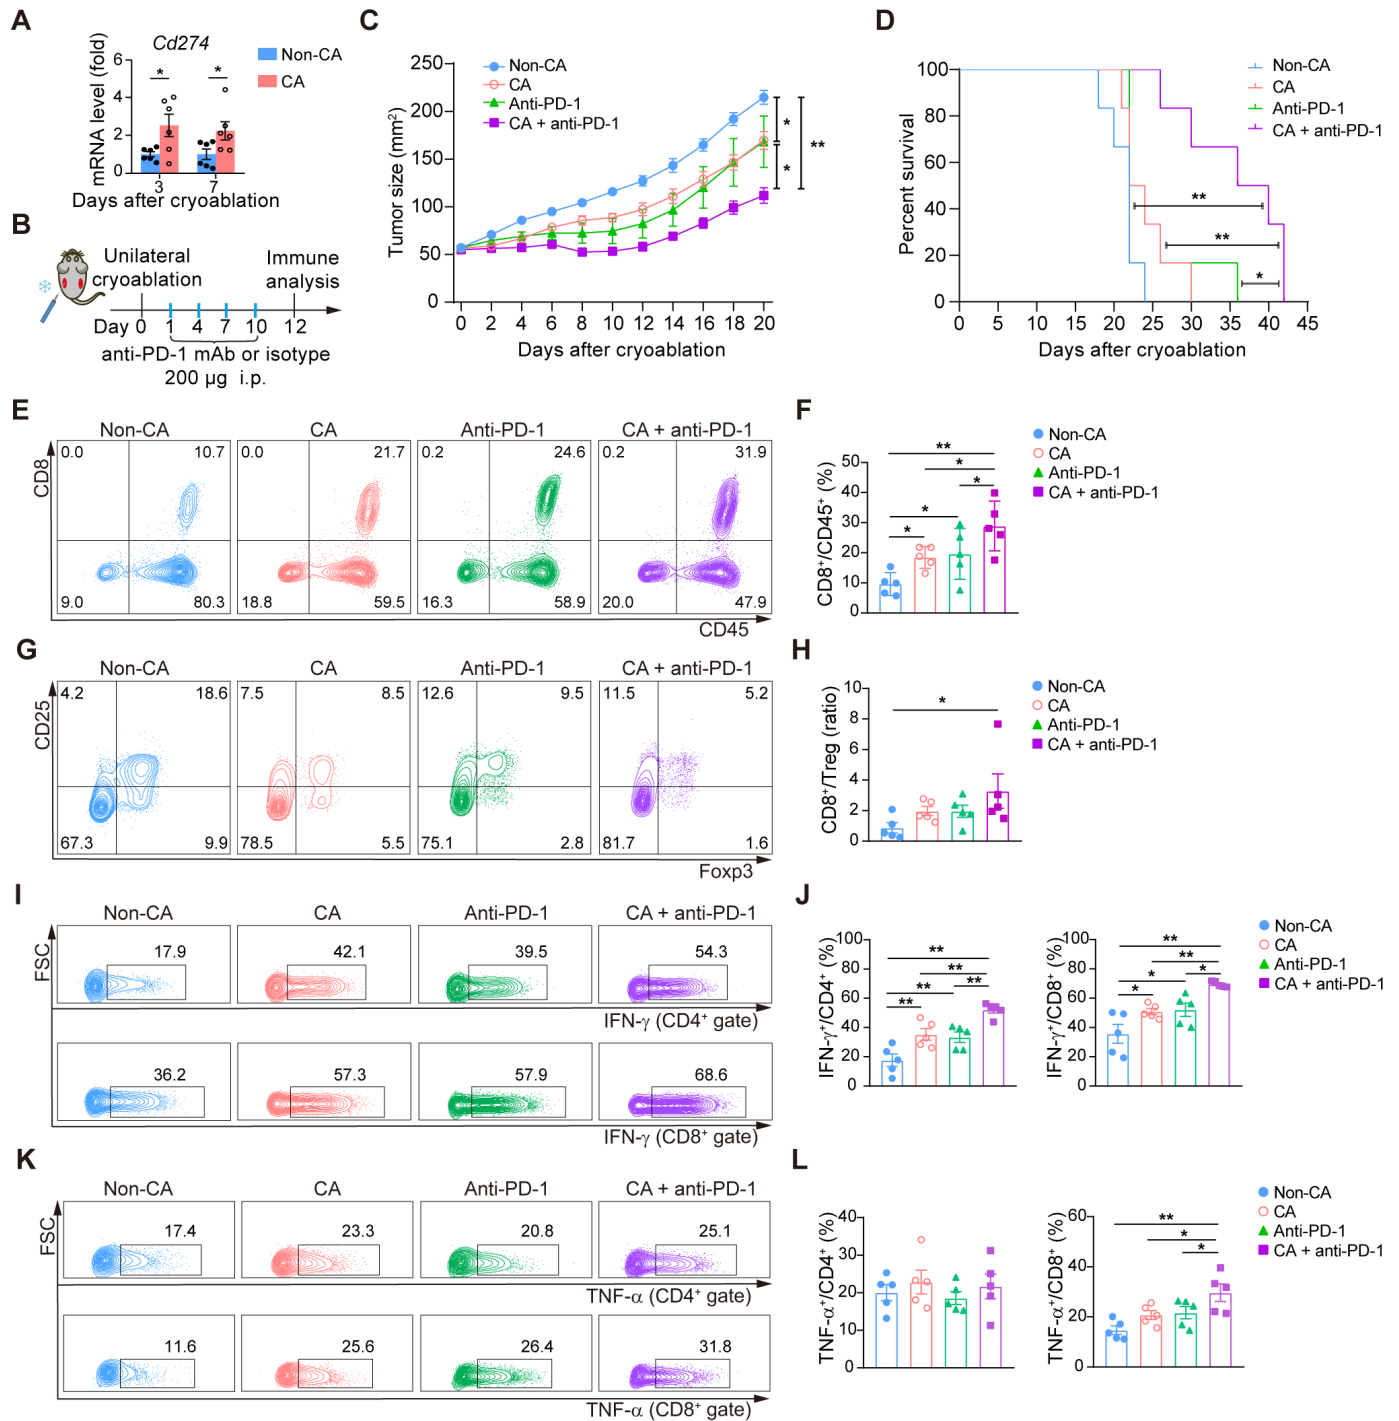 A
Cd274
mRNA level (fold)
6
4
2
0
*
*
3
7
Days after cryoablation
Non-CA
CA
B
Unilateral
cryoablation
Immune
analysis
Day 0 1 4 7 10 12
anti-PD-1 mAb or isotype
200 µg i.p.
C
Tumor size (mm²)
250
200
150
100
50
0
Non-CA
CA
Anti-PD-1
CA + anti-PD-1
*
*
**
0 2 4 6 8 10 12 14 16 18 20
Days after cryoablation
D
Percent survival
100
80
60
40
20
0
**
**
*
0 5 10 15 20 25 30 35 40 45
Days after cryoablation
Non-CA
CA
Anti-PD-1
CA + anti-PD-1
E
Non-CA CA Anti-PD-1 CA + anti-PD-1
CD8
0.0 10.7 0.0 21.7 0.2 24.6 0.2 31.9
9.0 80.3 18.8 59.5 16.3 58.9 20.0 47.9
CD45
F
CD8⁺/CD45⁺ (%)
50
40
30
20
10
0
**
*
*
*
*
Non-CA
CA
Anti-PD-1
CA + anti-PD-1
G
Non-CA CA Anti-PD-1 CA + anti-PD-1
CD25
4.2 18.6 7.5 8.5 12.6 9.5 11.5 5.2
67.3 9.9 78.5 5.5 75.1 2.8 81.7 1.6
Foxp3
H
CD8⁺/Treg (ratio)
10
8
6
4
2
0
*
Non-CA
CA
Anti-PD-1
CA + anti-PD-1
I
Non-CA CA Anti-PD-1 CA + anti-PD-1
FSC
17.9 42.1 39.5 54.3
IFN-γ (CD4⁺ gate)
36.2 57.3 57.9 68.6
IFN-γ (CD8⁺ gate)
J
IFN-γ⁺/CD4⁺ (%)
100
80
60
40
20
0
**
**
**
**
**
IFN-γ⁺/CD8⁺ (%)
100
80
60
40
20
0
**
**
*
*
*
Non-CA
CA
Anti-PD-1
CA + anti-PD-1
K
Non-CA CA Anti-PD-1 CA + anti-PD-1
FSC
17.4 23.3 20.8 25.1
TNF-α (CD4⁺ gate)
11.6 25.6 26.4 31.8
TNF-α (CD8⁺ gate)
L
TNF-α⁺/CD4⁺ (%)
40
30
20
10
0
TNF-α⁺/CD8⁺ (%)
60
40
20
0
**
*
*
Non-CA
CA
Anti-PD-1
CA + anti-PD-1